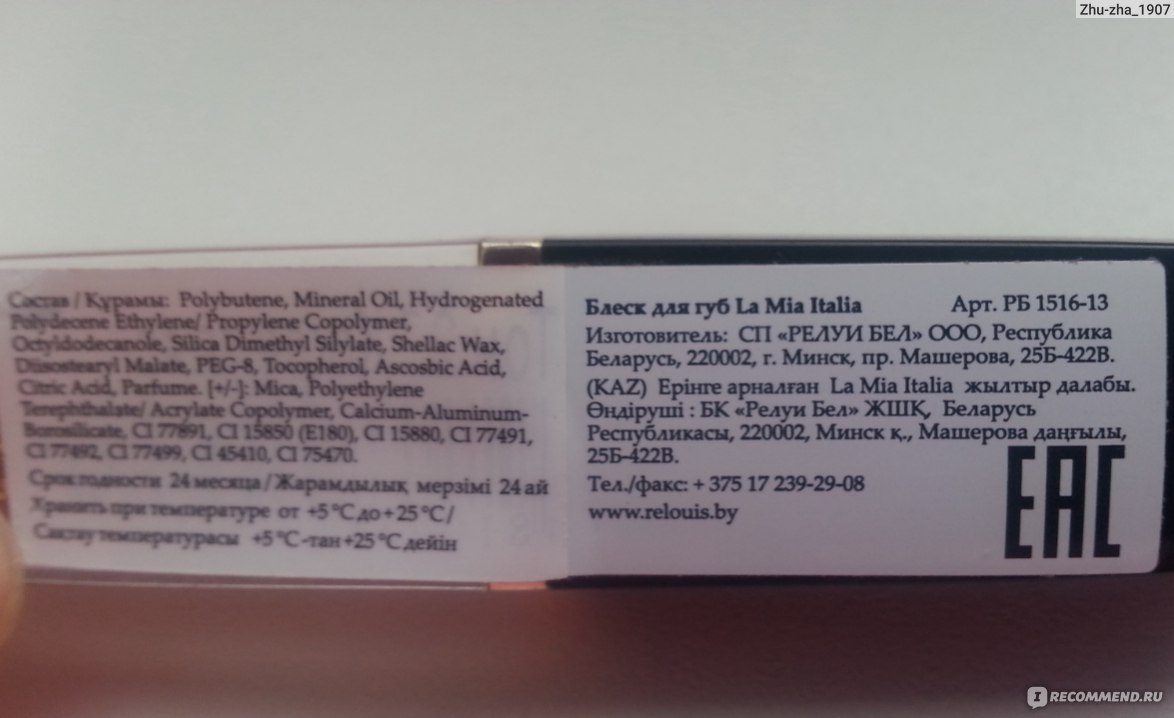 Zhu-zha_1907
Состав / Құрамы: Polybutene, Mineral Oil, Hydrogenated
Polydecene Ethylene/ Propylene Copolymer,
Octyldodecanole, Silica Dimethyl Silylate, Shellac Wax,
Diisostearyl Malate, PEG-8, Tocopherol, Ascosbic Acid,
Citric Acid, Parfume. [+/-]: Mica, Polyethylene
Terephthalate/ Acrylate Copolymer, Calcium-Aluminum-
Borosilicate, CI 77891, CI 15850 (E180), CI 15880, CI 77491,
CI 77492, CI 77499, CI 45410, CI 75470.
Срок годности 24 месяца / Жарамдылық мерзімі 24 ай
Хранить при температуре от +5 °C до + 25 °C /
Сақтау температурасы +5 °C -тан +25 °C дейін
Блеск для губ La Mia Italia Арт. РБ 1516-13
Изготовитель: СП «РЕЛУИ БЕЛ» ООО, Республика
Беларусь, 220002, г. Минск, пр. Машерова, 25Б-422В.
(KAZ) Ерінге арналған La Mia Italia жылтыр далабы.
Өндіруші : БК «Релуи Бел» ЖШҚ, Беларусь
Республикасы, 220002, Минск қ., Машерова даңғылы,
25Б-422В.
Тел./факс: + 375 17 239-29-08
www.relouis.by
EAC
IRECOMMEND.RU